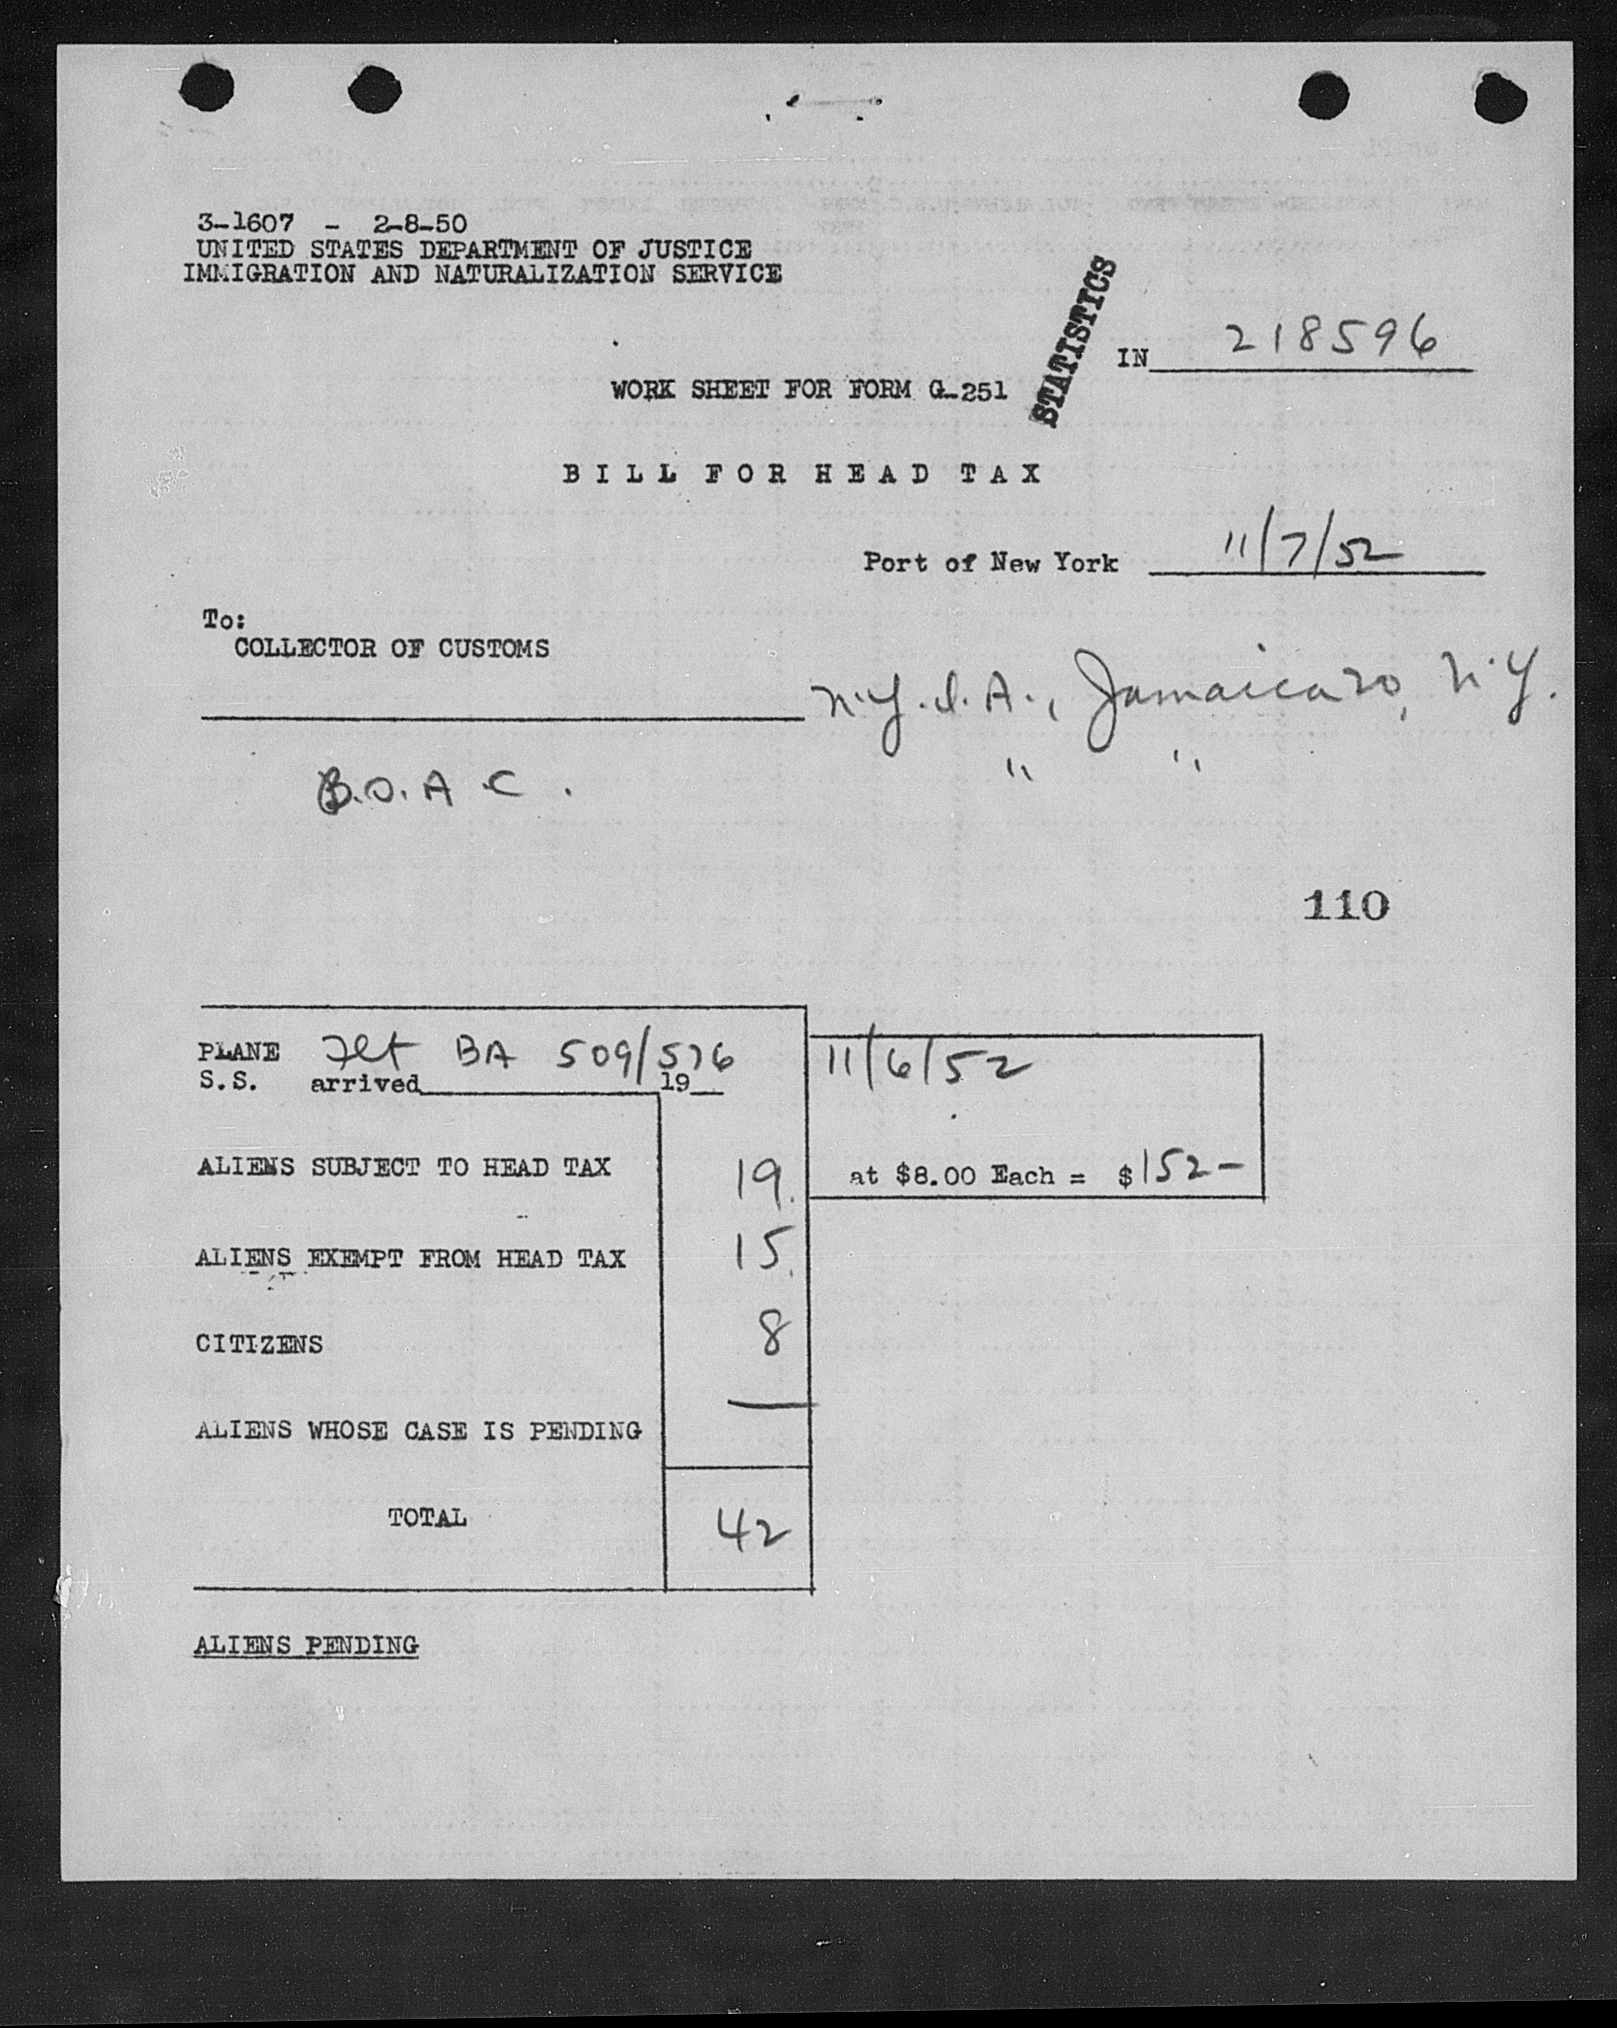 3-1607 - 2-8-50
UNITED STATES DEPARTMENT OF JUSTICE
IMMIGRATION AND NATURALIZATION SERVICE
STATISTICS
IN 218596
WORK SHEET FOR FORM G-251
BILL FOR HEAD TAX
Port of New York 11/7/52
To:
COLLECTOR OF CUSTOMS
N.Y.I.A., Jamaica 20, N.Y.
B.O.A.C. " "
110
PLANE Flt BA 509/576 11/6/52
S.S. arrived 19
ALIENS SUBJECT TO HEAD TAX 19. at $8.00 Each = $152-
ALIENS EXEMPT FROM HEAD TAX 15.
CITIZENS 8
ALIENS WHOSE CASE IS PENDING
TOTAL 42
ALIENS PENDING